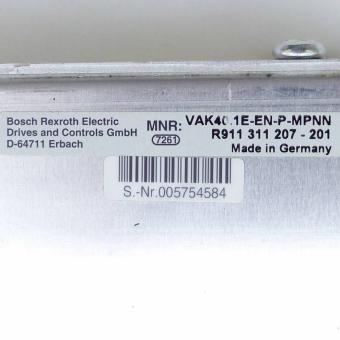 Bosch Rexroth Electric
Drives and Controls GmbH
D-64711 Erbach
MNR: VAK40.1E-EN-P-MPNN
7261 R911 311 207 - 201
Made in Germany
S.-Nr.005754584